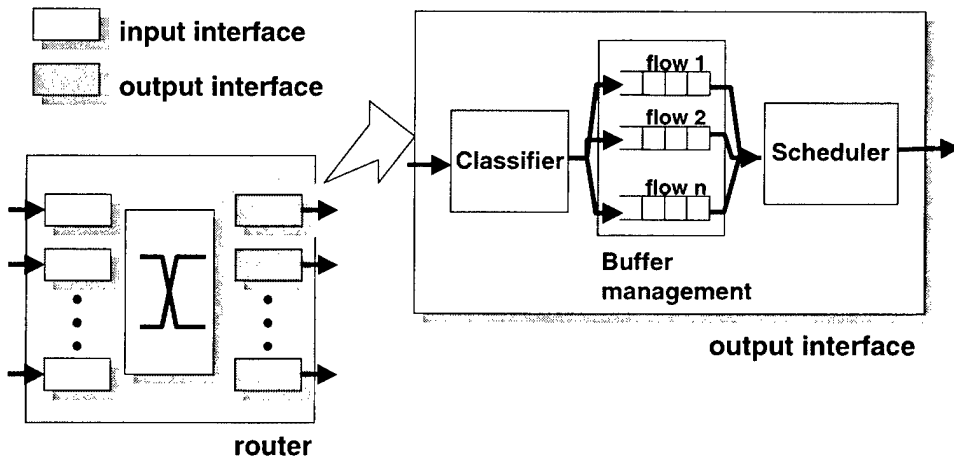 input interface
output interface
flow 1
flow 2
flow n
Classifier
Scheduler
Buffer
management
output interface
router